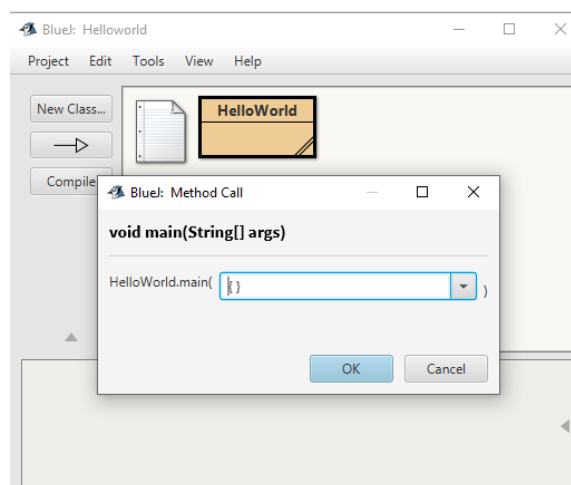 BlueJ: Helloworld
Project Edit Tools View Help
New Class...
HelloWorld
Compile
BlueJ: Method Call
void main(String[] args)
HelloWorld.main( { } )
OK Cancel